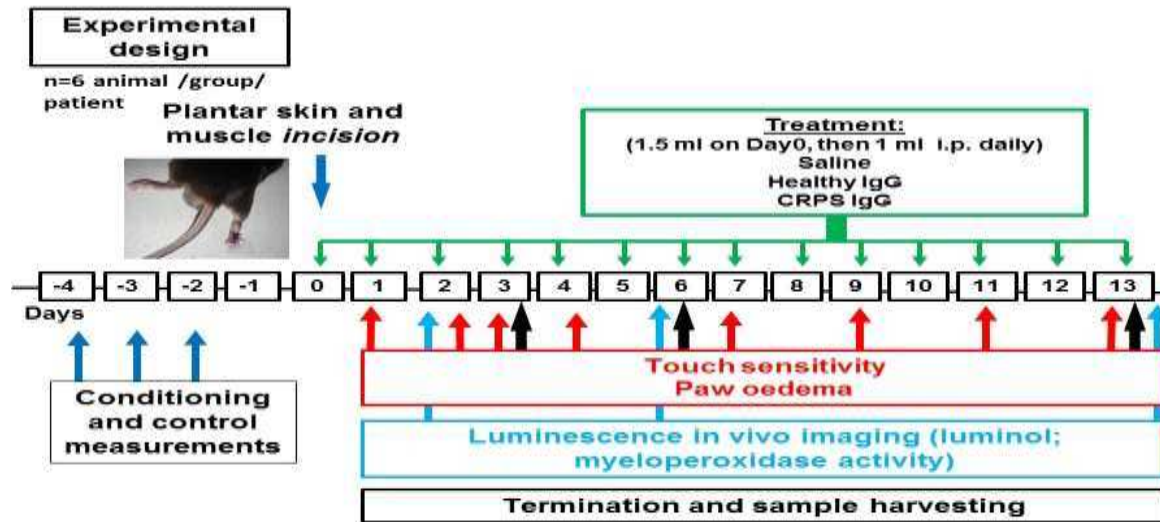 Experimental
design
n=6 animal /group/
patient
Plantar skin and
muscle incision
Treatment:
(1.5 ml on Day0, then 1 ml i.p. daily)
Saline
Healthy IgG
CRPS IgG
-4 -3 -2 -1 0 1 2 3 4 5 6 7 8 9 10 11 12 13
Days
Conditioning
and control
measurements
Touch sensitivity
Paw oedema
Luminescence in vivo imaging (luminol;
myeloperoxidase activity)
Termination and sample harvesting